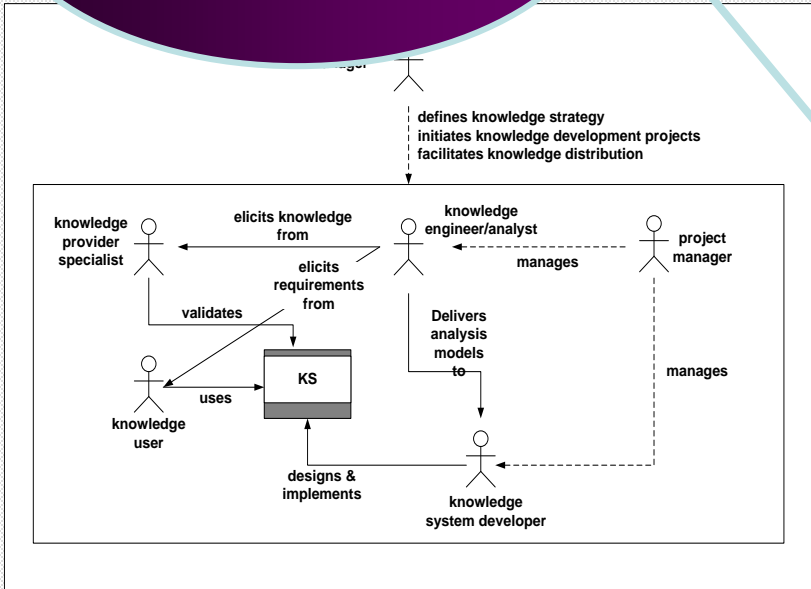 defines knowledge strategy
initiates knowledge development projects
facilitates knowledge distribution
knowledge
provider
specialist
elicits knowledge
from
knowledge
engineer/analyst
project
manager
manages
elicits
requirements
from
validates
Delivers
analysis
models
to
manages
KS
uses
knowledge
user
designs &
implements
knowledge
system developer